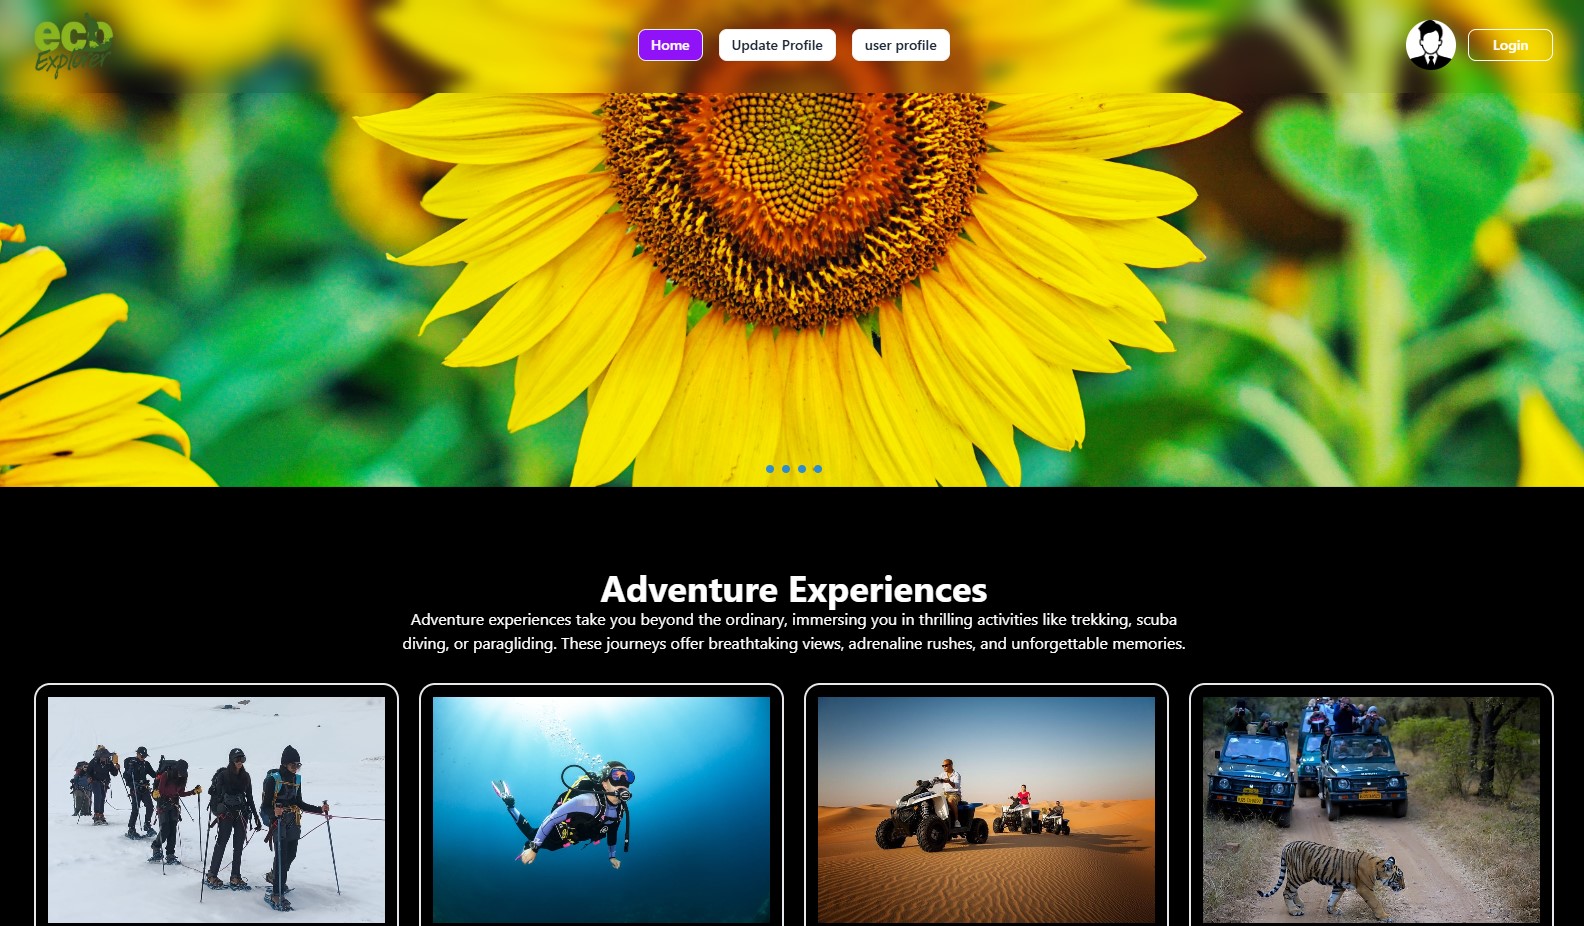 eco
Explorer
Home
Update Profile
user profile
Login
Adventure Experiences
Adventure experiences take you beyond the ordinary, immersing you in thrilling activities like trekking, scuba
diving, or paragliding. These journeys offer breathtaking views, adrenaline rushes, and unforgettable memories.